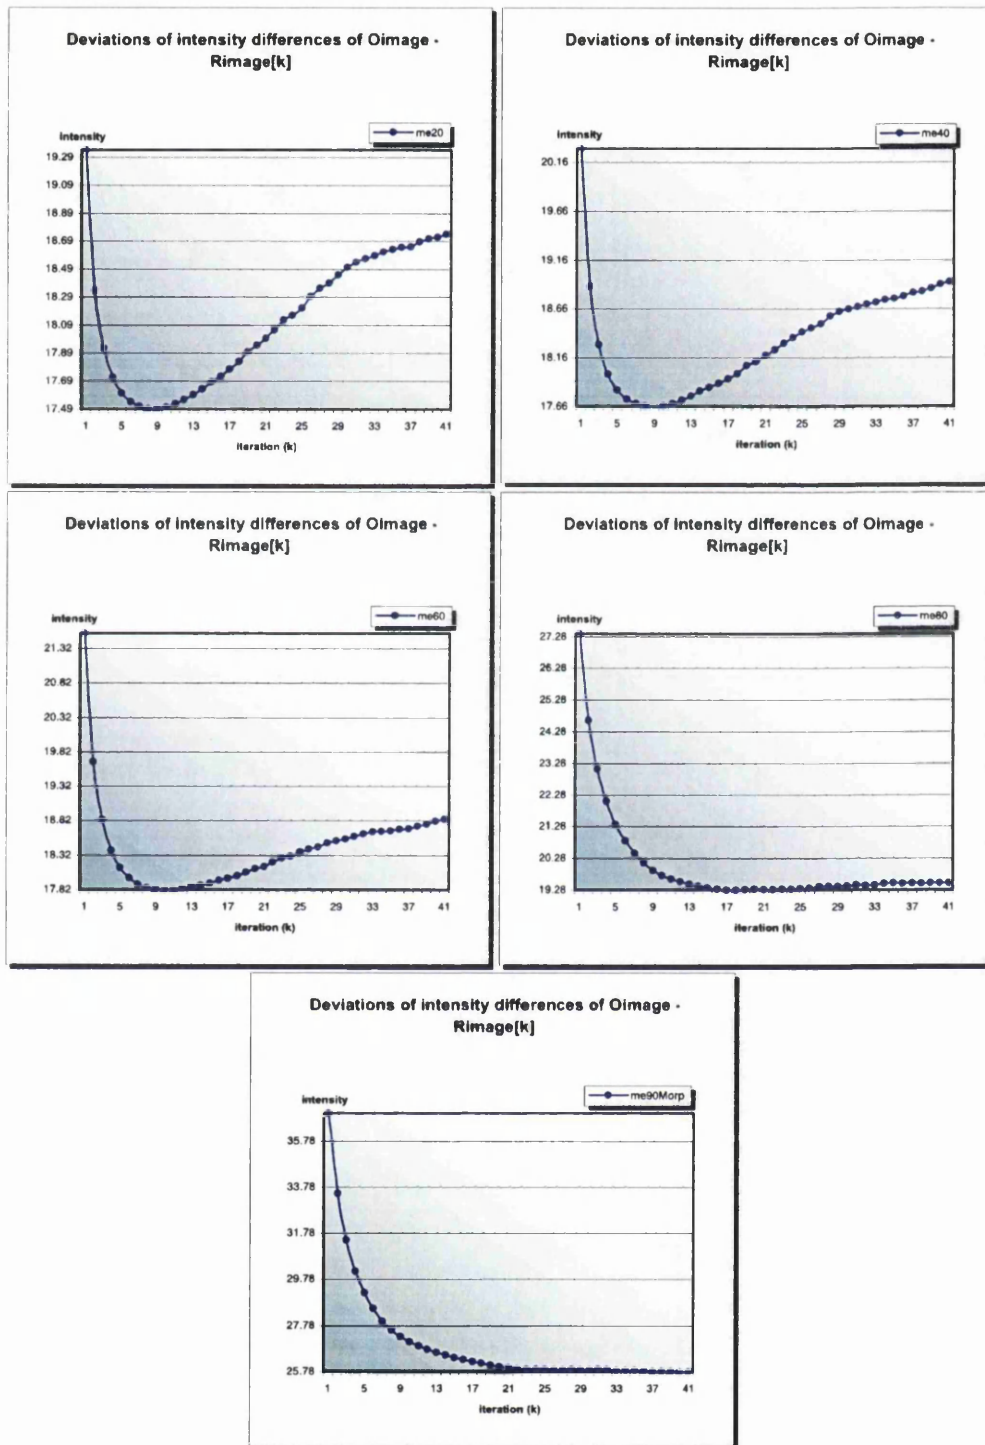 Deviations of intensity differences of Oimage -
Rimage[k]
intensity
me20
19.29
19.09
18.89
18.69
18.49
18.29
18.09
17.89
17.69
17.49
1 5 9 13 17 21 25 29 33 37 41
iteration (k)
Deviations of intensity differences of Oimage -
Rimage[k]
intensity
me40
20.16
19.66
19.16
18.66
18.16
17.66
1 5 9 13 17 21 25 29 33 37 41
iteration (k)
Deviations of intensity differences of Oimage -
Rimage[k]
intensity
me60
21.32
20.82
20.32
19.82
19.32
18.82
18.32
17.82
1 5 9 13 17 21 25 29 33 37 41
iteration (k)
Deviations of intensity differences of Oimage -
Rimage[k]
intensity
me80
27.28
26.28
25.28
24.28
23.28
22.28
21.28
20.28
19.28
1 5 9 13 17 21 25 29 33 37 41
iteration (k)
Deviations of intensity differences of Oimage -
Rimage[k]
intensity
me90Morp
35.78
33.78
31.78
29.78
27.78
25.78
1 5 9 13 17 21 25 29 33 37 41
iteration (k)